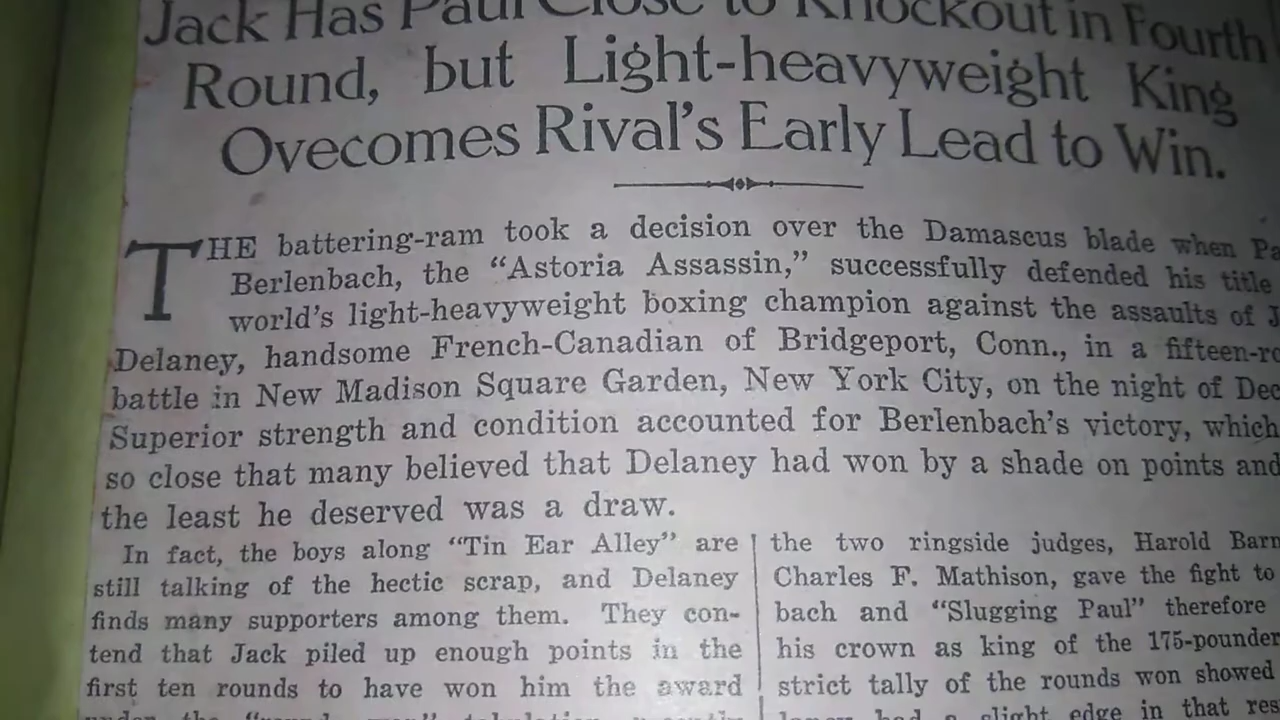 Jack Has Paul Close to Knockout in Fourth
Round, but Light-heavyweight King
Ovecomes Rival's Early Lead to Win.
THE battering-ram took a decision over the Damascus blade when Pa
Berlenbach, the "Astoria Assassin," successfully defended his title
world's light-heavyweight boxing champion against the assaults of J
Delaney, handsome French-Canadian of Bridgeport, Conn., in a fifteen-ro
battle in New Madison Square Garden, New York City, on the night of Dec
Superior strength and condition accounted for Berlenbach's victory, which
so close that many believed that Delaney had won by a shade on points and
the least he deserved was a draw.
In fact, the boys along "Tin Ear Alley" are
still talking of the hectic scrap, and Delaney
finds many supporters among them. They con-
tend that Jack piled up enough points in the
first ten rounds to have won him the award
under the
the two ringside judges, Harold Barn
Charles F. Mathison, gave the fight to
bach and "Slugging Paul" therefore
his crown as king of the 175-pounder
strict tally of the rounds won showed
had a slight edge in that res